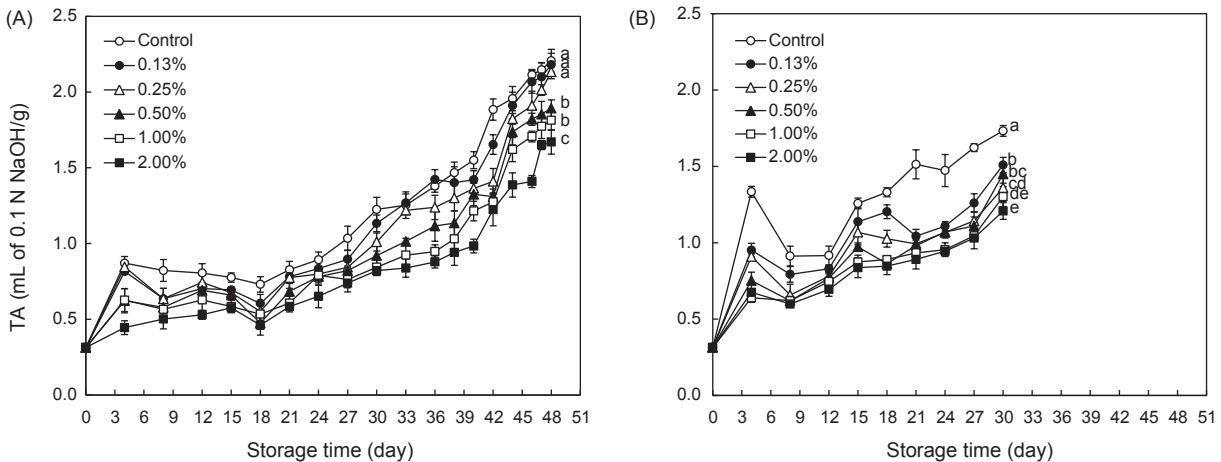 (A)
TA (mL of 0.1 N NaOH/g)
2.5
2.0
1.5
1.0
0.5
0.0
Control
0.13%
0.25%
0.50%
1.00%
2.00%
a
a
a
b
b
c
0 3 6 9 12 15 18 21 24 27 30 33 36 39 42 45 48 51
Storage time (day)
(B)
2.5
2.0
1.5
1.0
0.5
0.0
Control
0.13%
0.25%
0.50%
1.00%
2.00%
a
b
bc
cd
de
e
0 3 6 9 12 15 18 21 24 27 30 33 36 39 42 45 48 51
Storage time (day)